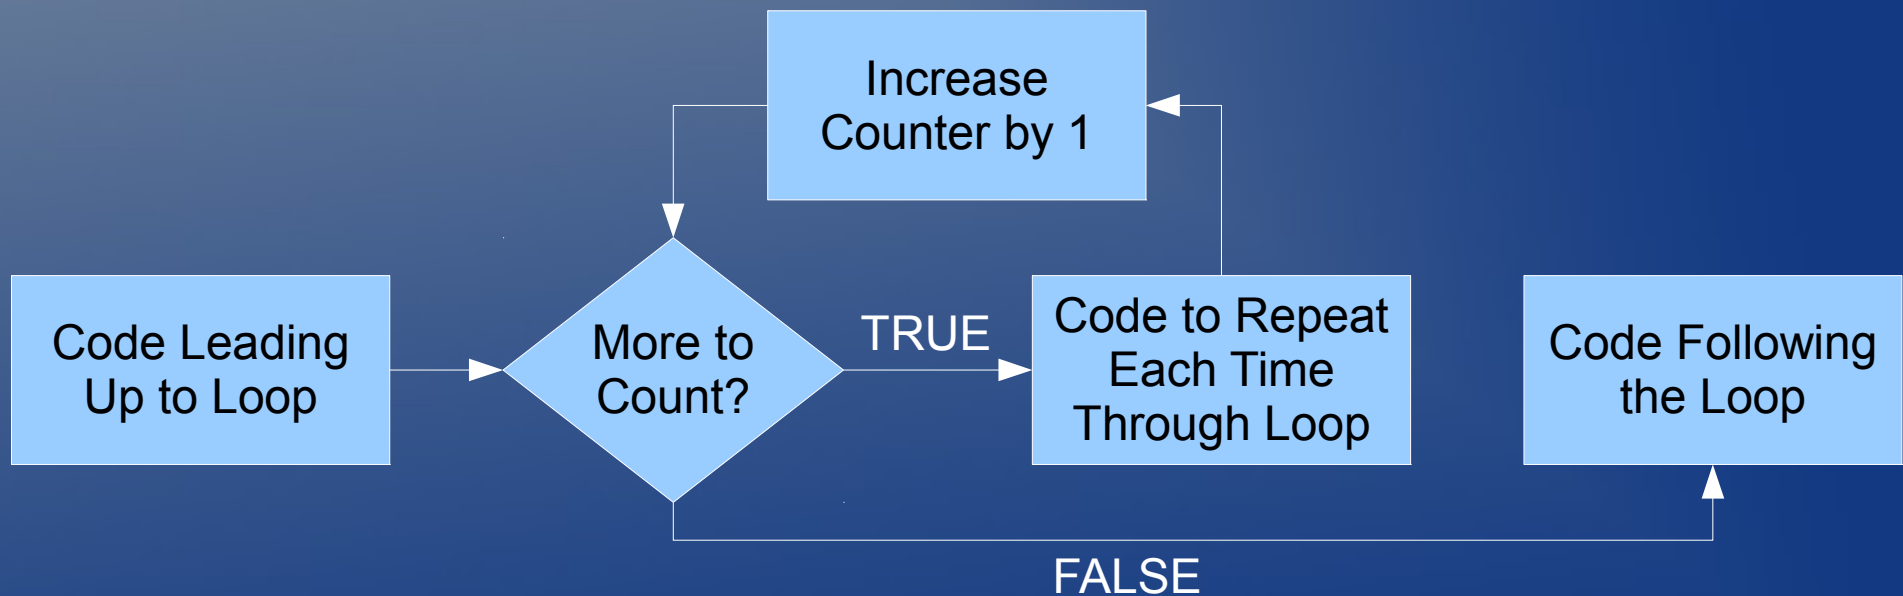 Increase
Counter by 1
Code Leading
Up to Loop
More to
Count?
TRUE
Code to Repeat
Each Time
Through Loop
Code Following
the Loop
FALSE